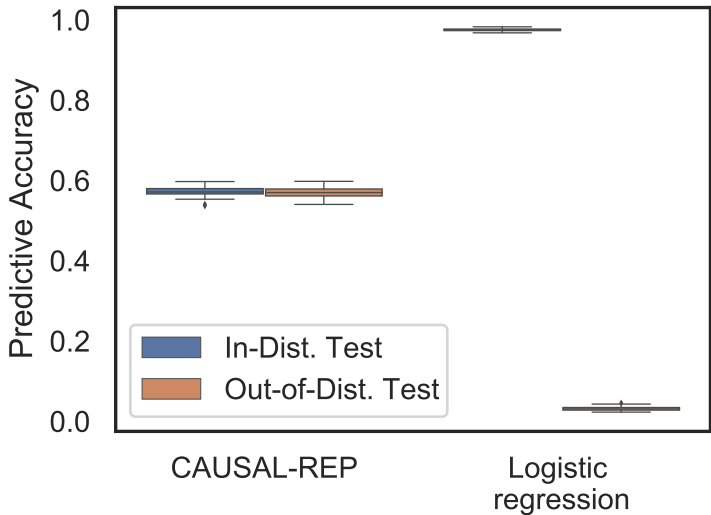 1.0
0.8
0.6
0.4
0.2
0.0
Predictive Accuracy
In-Dist. Test
Out-of-Dist. Test
CAUSAL-REP
Logistic
regression